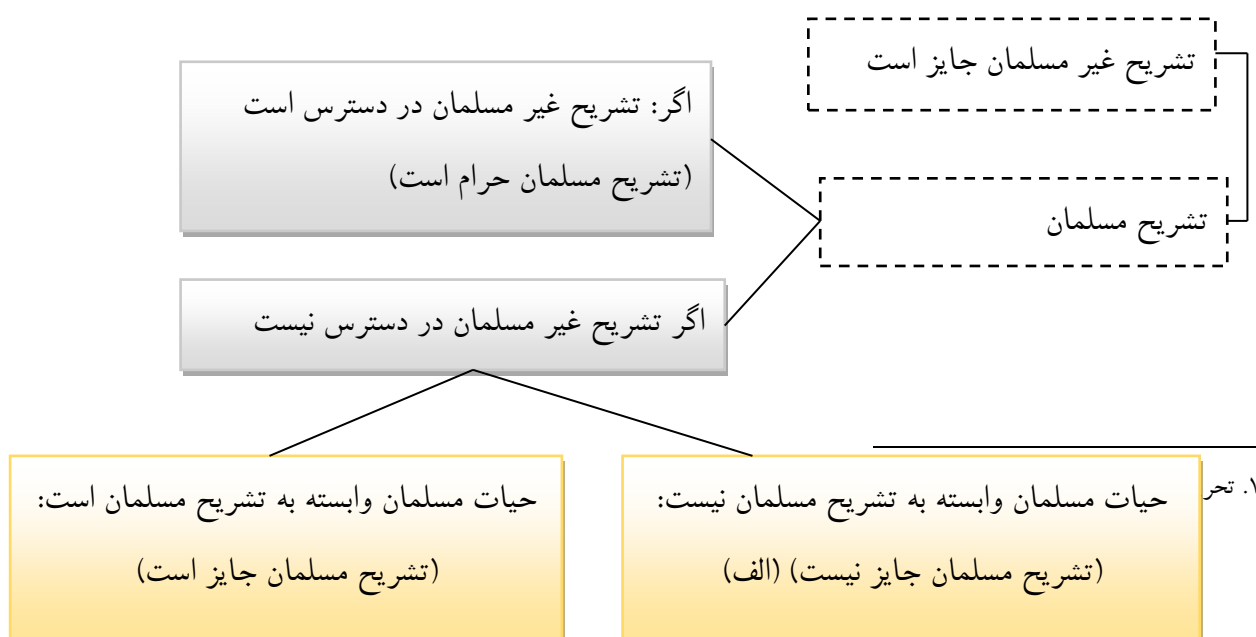 تشریح غیر مسلمان جایز است
اگر: تشریح غیر مسلمان در دسترس است
(تشریح مسلمان حرام است)
تشریح مسلمان
اگر تشریح غیر مسلمان در دسترس نیست
حیات مسلمان وابسته به تشریح مسلمان نیست:
(تشریح مسلمان جایز نیست) (الف)
حیات مسلمان وابسته به تشریح مسلمان است:
(تشریح مسلمان جایز است)
۱. تحر